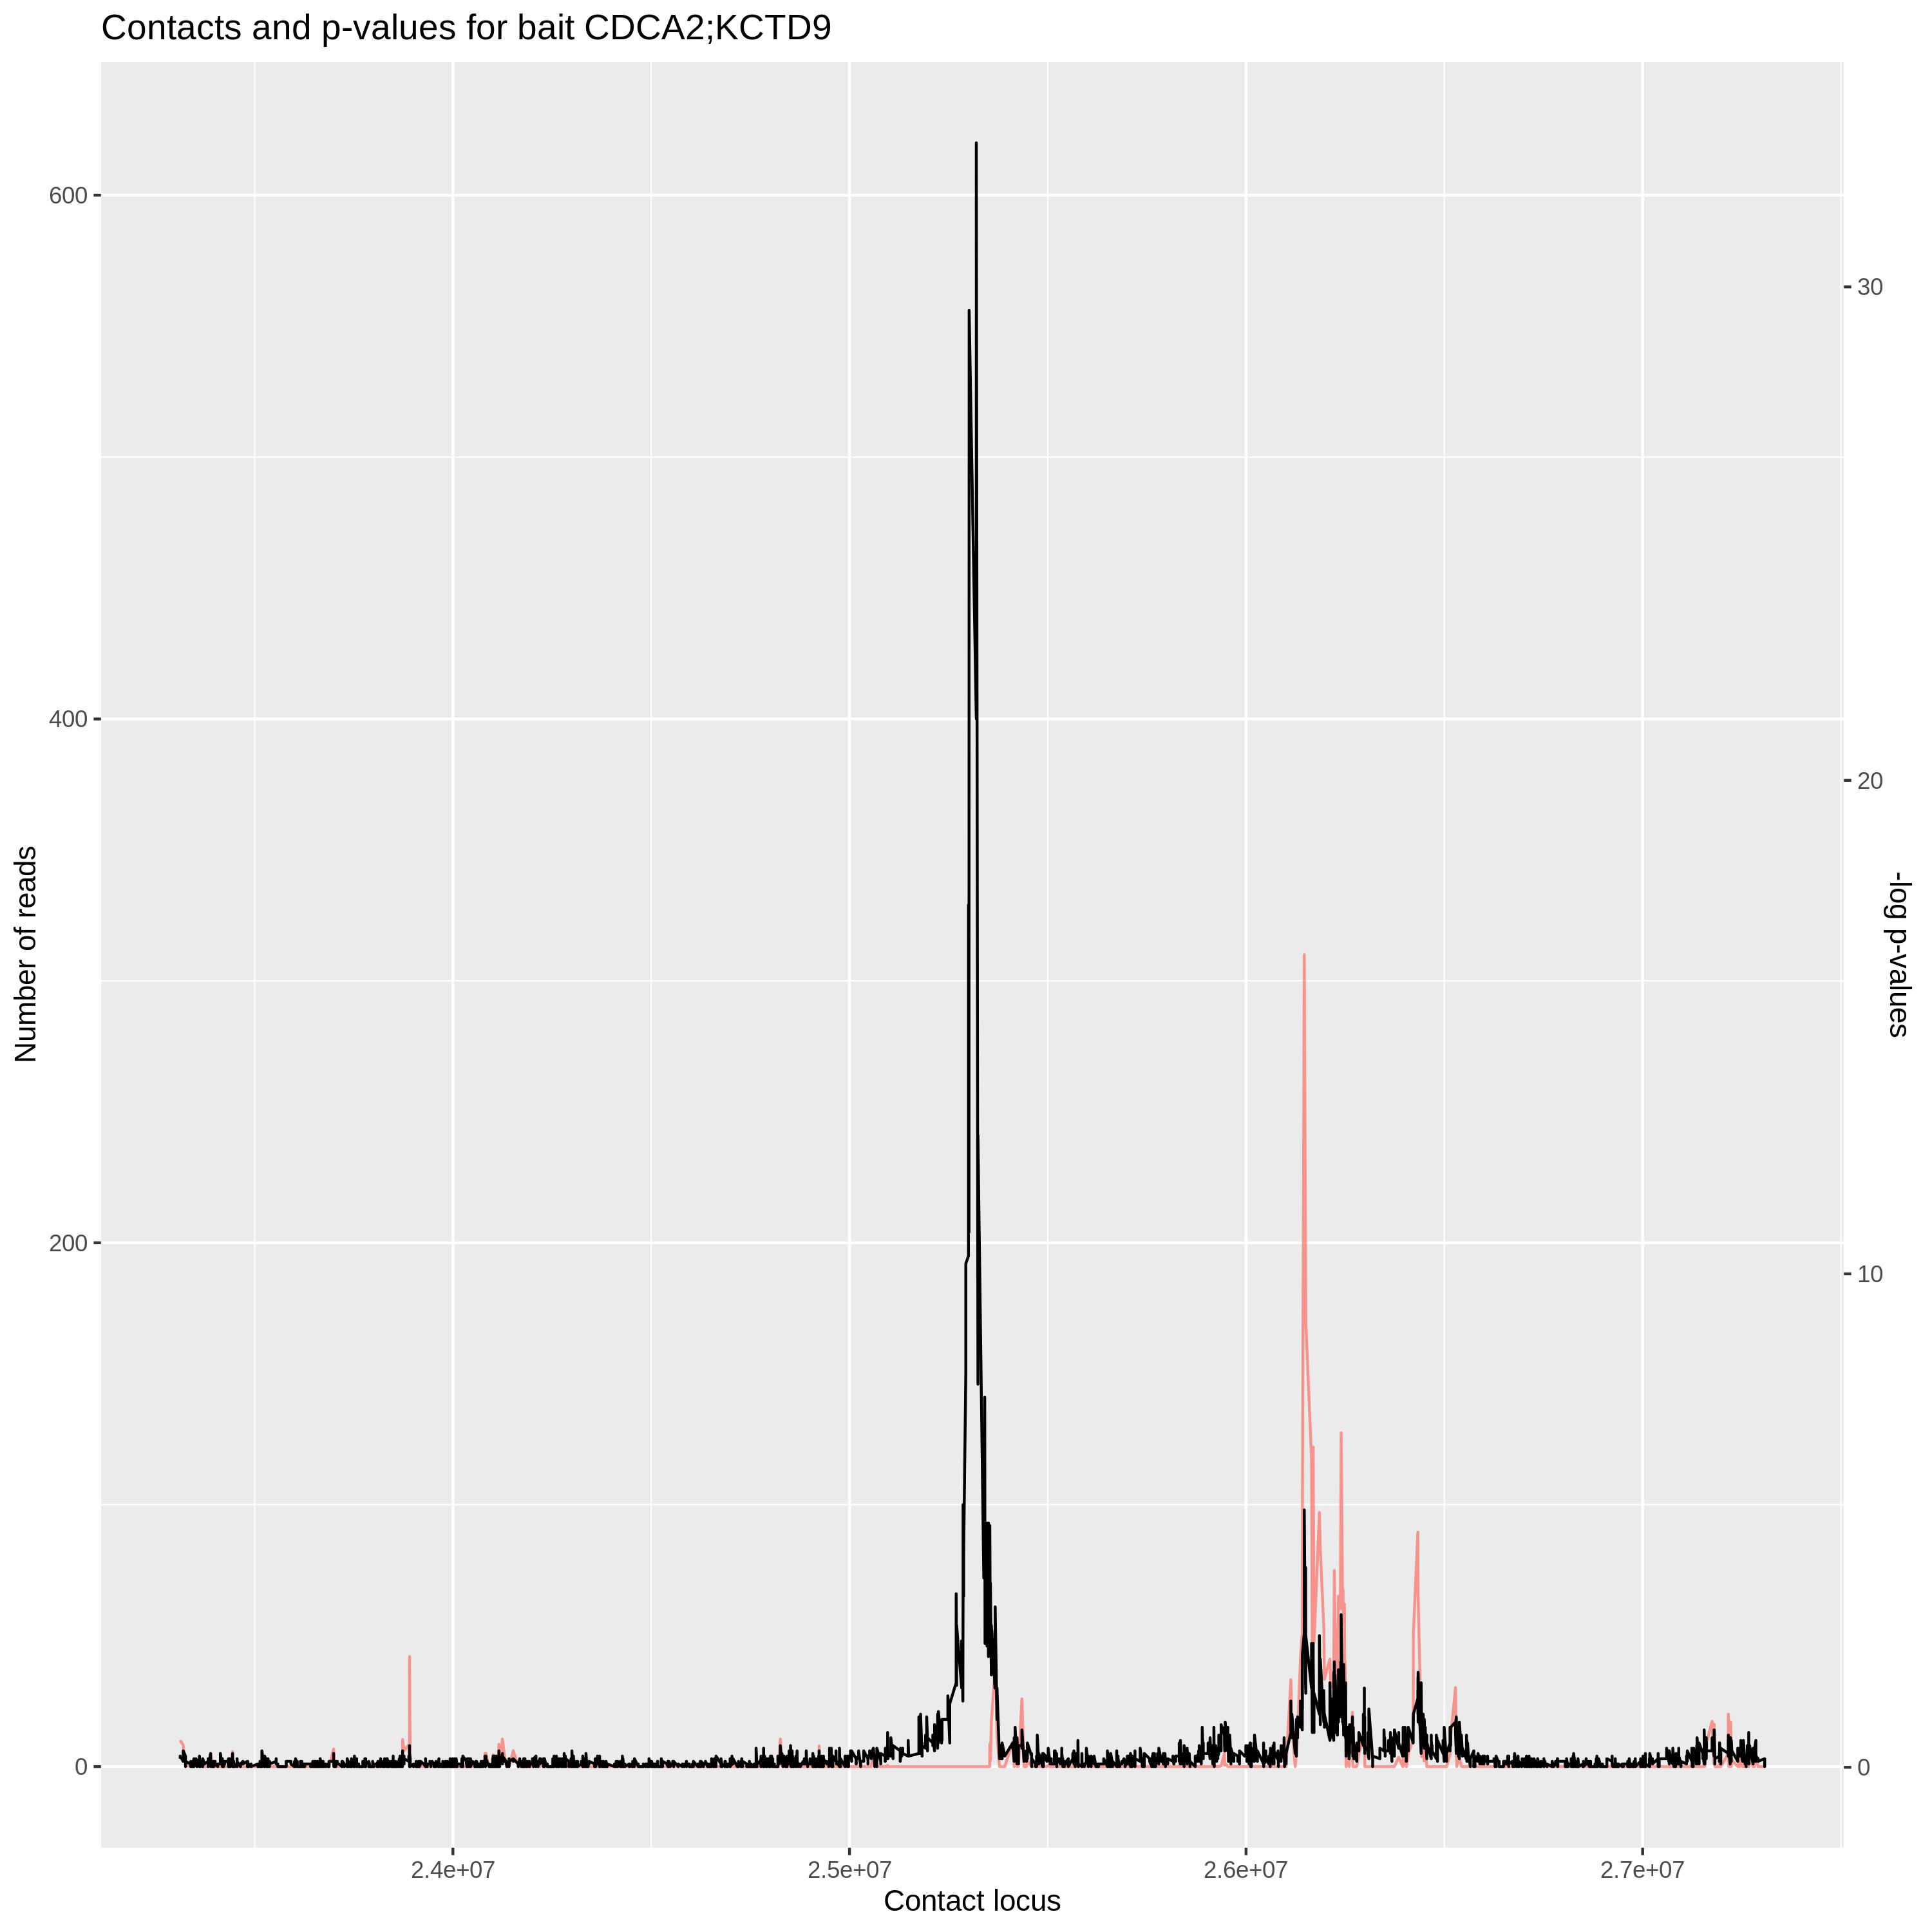 Contacts and p-values for bait CDCA2;KCTD9
600
400
200
0
Number of reads
30
20
10
0
-log p-values
2.4e+07
2.5e+07
2.6e+07
2.7e+07
Contact locus